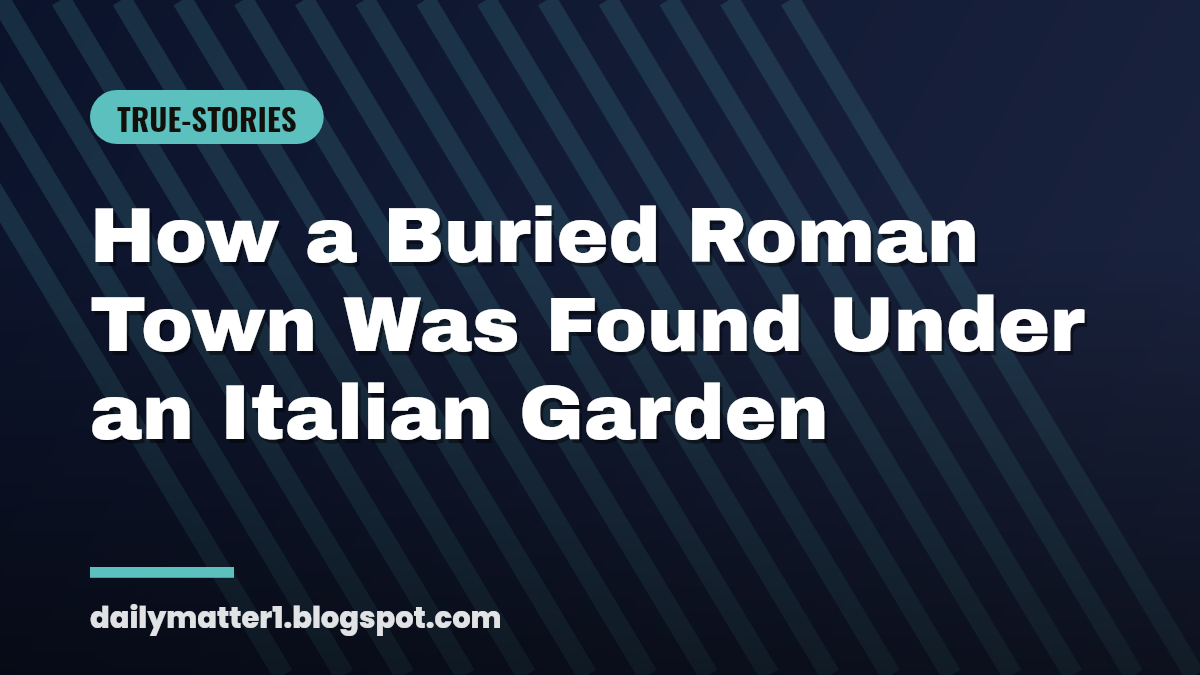 TRUE-STORIES
How a Buried Roman
Town Was Found Under
an Italian Garden
dailymatter1.blogspot.com